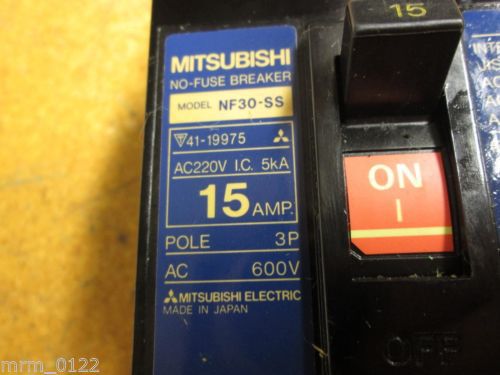 MITSUBISHI
NO-FUSE BREAKER
MODEL NF30-SS
41-19975
AC220V I.C. 5kA
15 AMP.
POLE 3P
AC 600V
MITSUBISHI ELECTRIC
MADE IN JAPAN
15
ON
I
OFF
mrm_0122